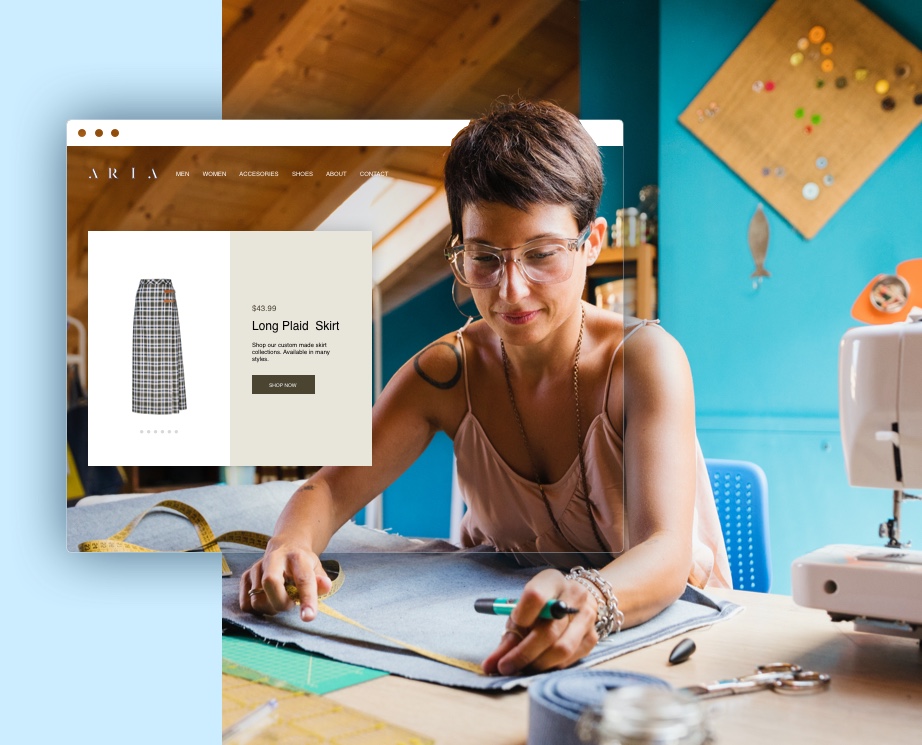 ARIA MEN WOMEN ACCESORIES SHOES ABOUT CONTACT
$43.99
Long Plaid Skirt
Shop our custom made skirt
collections. Available in many
styles.
SHOP NOW